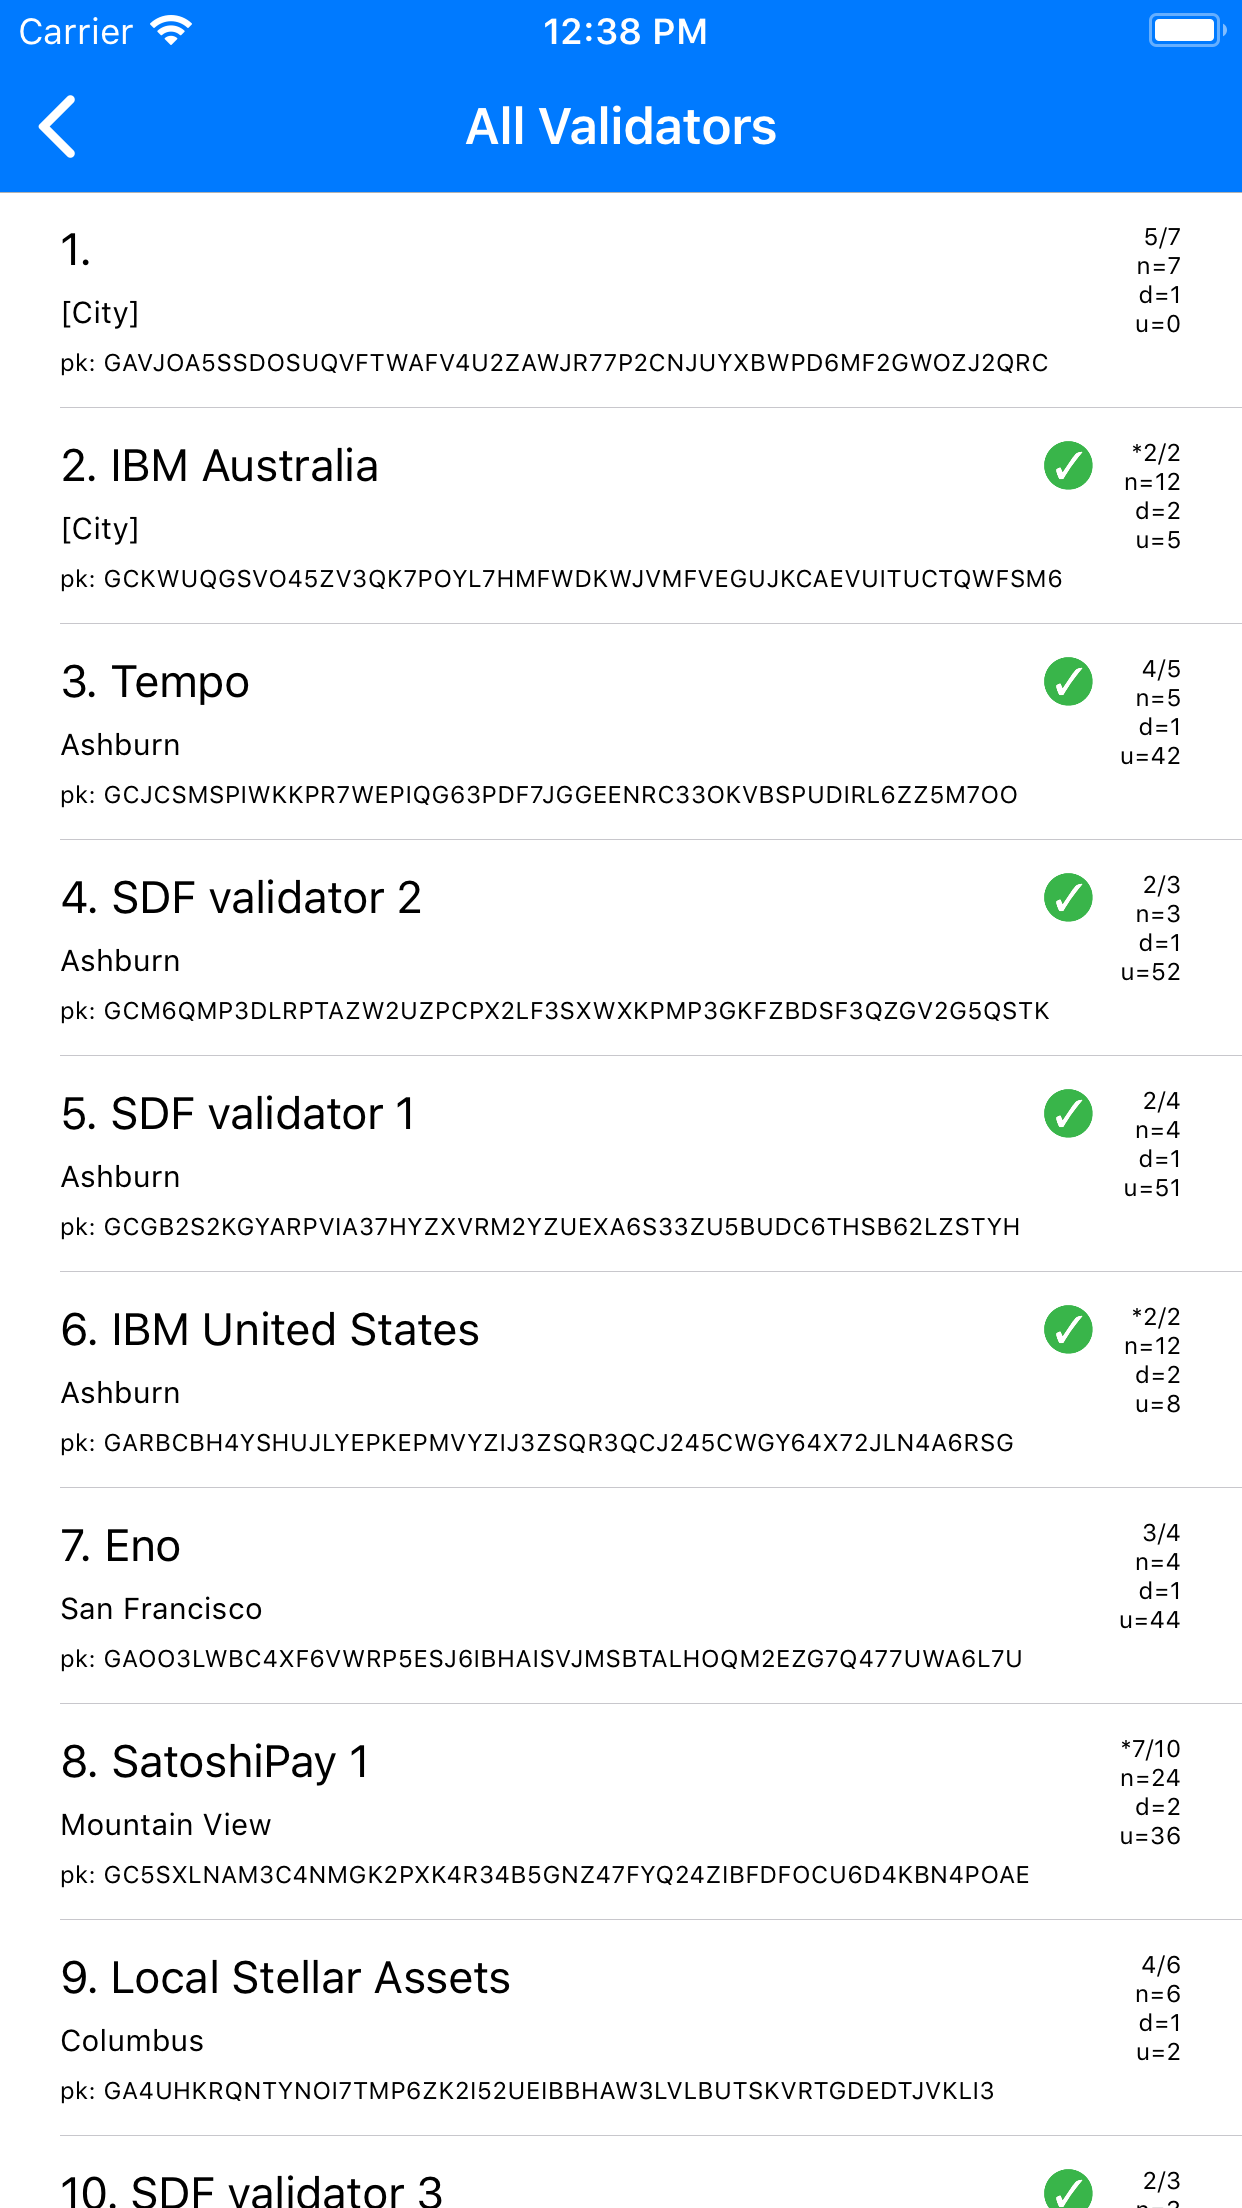 Carrier 12:38 PM
All Validators
1.
5/7
n=7
d=1
u=0
[City]
pk: GAVJOA5SSDOSUQVFTWAFV4U2ZAWJR77P2CNJUYXBWPD6MF2GWOZJ2QRC
2. IBM Australia
*2/2
n=12
d=2
u=5
[City]
pk: GCKWUQGSVO45ZV3QK7POYL7HMFWDKWJVMFVEGUJKCAEVUITUCTQWFSM6
3. Tempo
4/5
n=5
d=1
u=42
Ashburn
pk: GCJCSMSPIWKKPR7WEPIQG63PDF7JGGEENRC33OKVBSPUDIRL6ZZ5M7OO
4. SDF validator 2
2/3
n=3
d=1
u=52
Ashburn
pk: GCM6QMP3DLRPTAZW2UZPCPX2LF3SXWXKPMP3GKFZBDSF3QZGV2G5QSTK
5. SDF validator 1
2/4
n=4
d=1
u=51
Ashburn
pk: GCGB2S2KGYARPVIA37HYZXVRM2YZUEXA6S33ZU5BUDC6THSB62LZSTYH
6. IBM United States
*2/2
n=12
d=2
u=8
Ashburn
pk: GARBCBH4YSHUJLYEPKEPMVYZIJ3ZSQR3QCJ245CWGY64X72JLN4A6RSG
7. Eno
3/4
n=4
d=1
u=44
San Francisco
pk: GAOO3LWBC4XF6VWRP5ESJ6IBHAISVJMSBTALHOQM2EZG7Q477UWA6L7U
8. SatoshiPay 1
*7/10
n=24
d=2
u=36
Mountain View
pk: GC5SXLNAM3C4NMGK2PXK4R34B5GNZ47FYQ24ZIBFDFOCU6D4KBN4POAE
9. Local Stellar Assets
4/6
n=6
d=1
u=2
Columbus
pk: GA4UHKRQNTYNOI7TMP6ZK2I52UEIBBHAW3LVLBUTSKVRTGDEDTJVKLI3
10. SDF validator 3
2/3